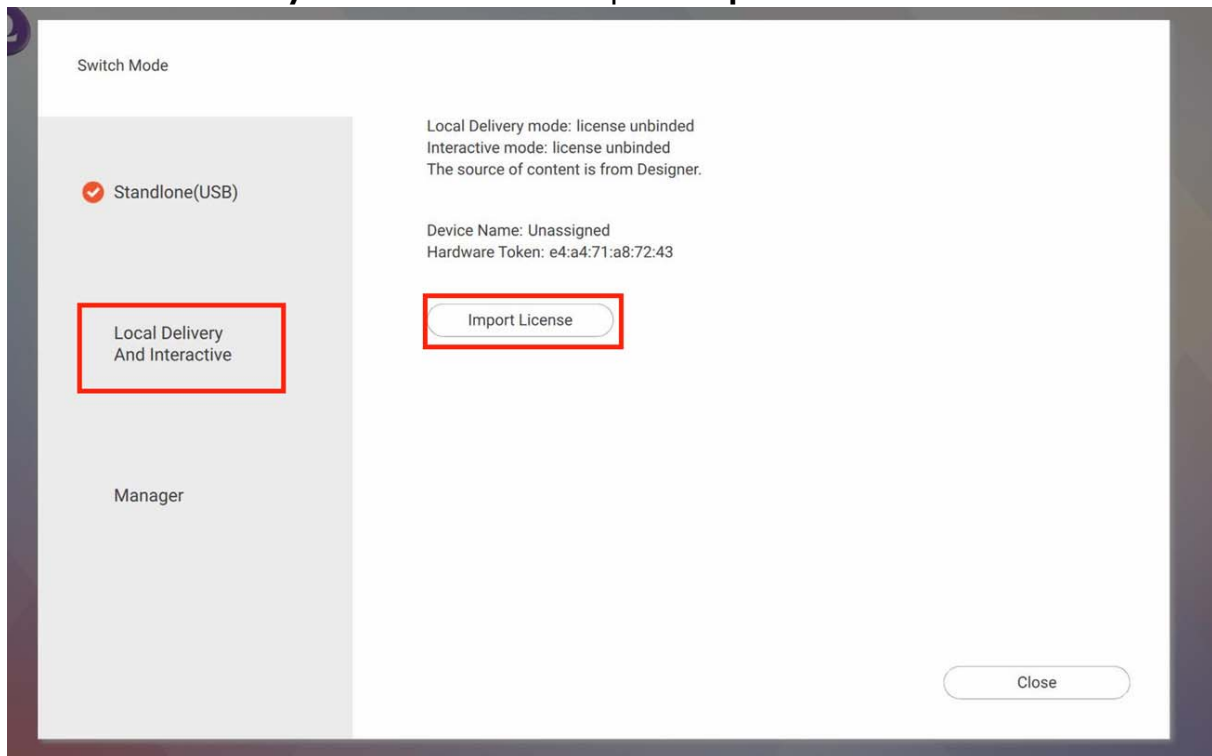 Switch Mode
Local Delivery mode: license unbinded
Interactive mode: license unbinded
The source of content is from Designer.
Standlone(USB)
Device Name: Unassigned
Hardware Token: e4:a4:71:a8:72:43
Import License
Local Delivery
And Interactive
Manager
Close